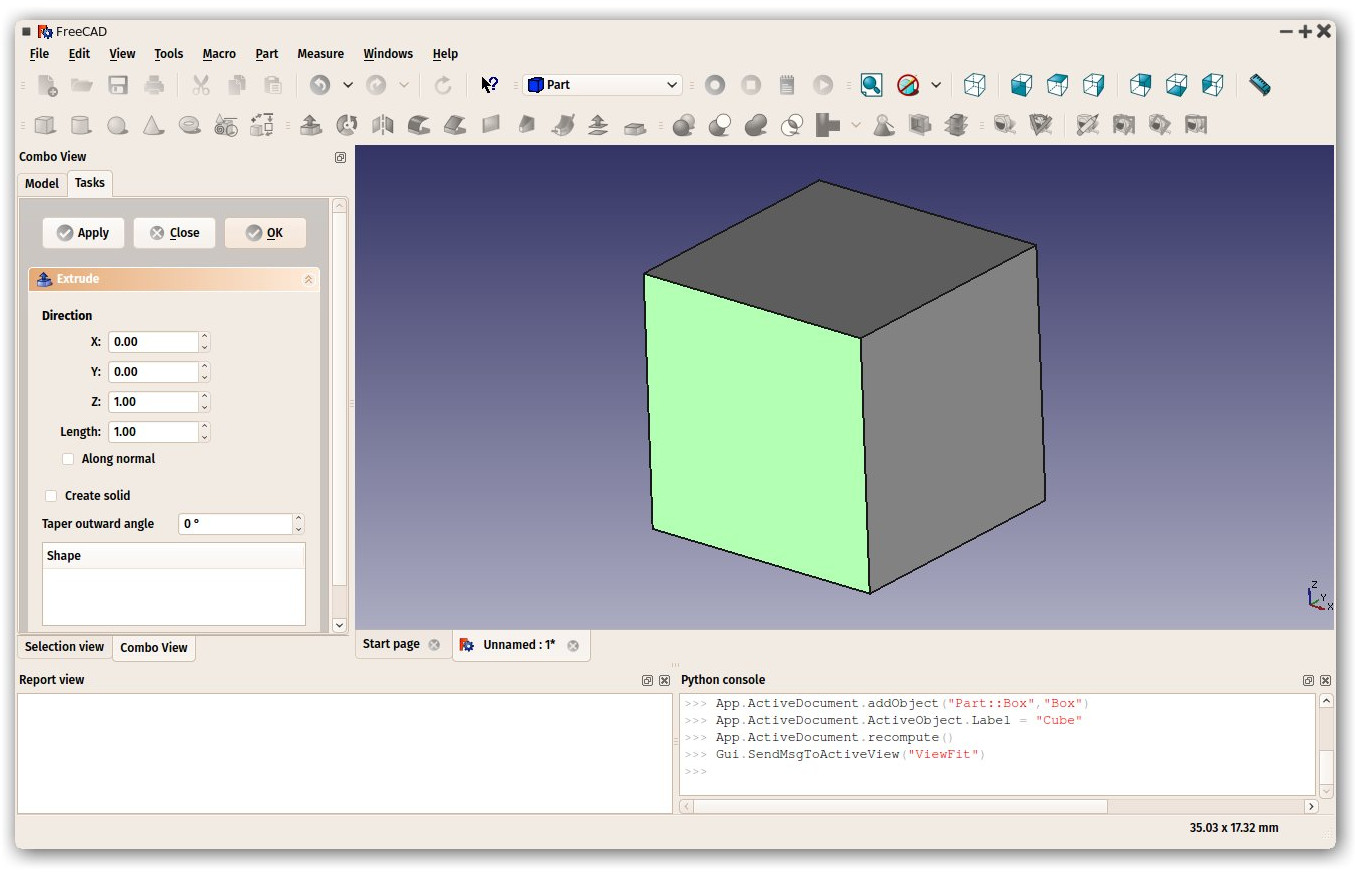 FreeCAD
File Edit View Tools Macro Part Measure Windows Help
Part
Combo View
Model Tasks
Apply Close OK
Extrude
Direction
X: 0.00
Y: 0.00
Z: 1.00
Length: 1.00
Along normal
Create solid
Taper outward angle 0 °
Shape
Z
Y
X
Selection view Combo View
Start page Unnamed : 1*
Report view
Python console
>>> App.ActiveDocument.addObject("Part::Box","Box")
>>> App.ActiveDocument.ActiveObject.Label = "Cube"
>>> App.ActiveDocument.recompute()
>>> Gui.SendMsgToActiveView("ViewFit")
>>>
35.03 x 17.32 mm